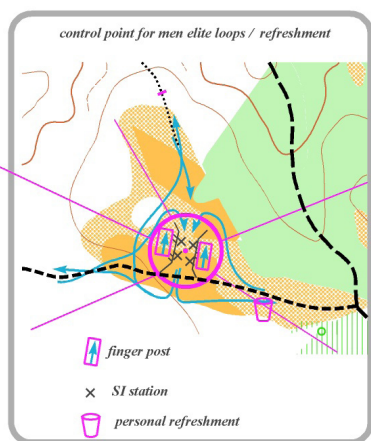 control point for men elite loops / refreshment
finger post
SI station
personal refreshment